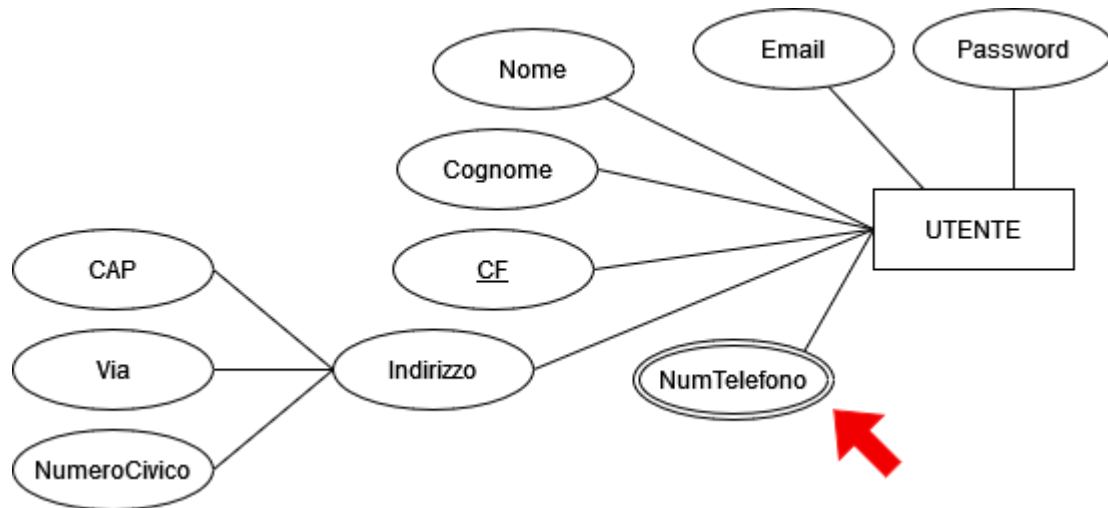 Email
Password
Nome
Cognome
UTENTE
CF
CAP
Via
Indirizzo
NumTelefono
NumeroCivico